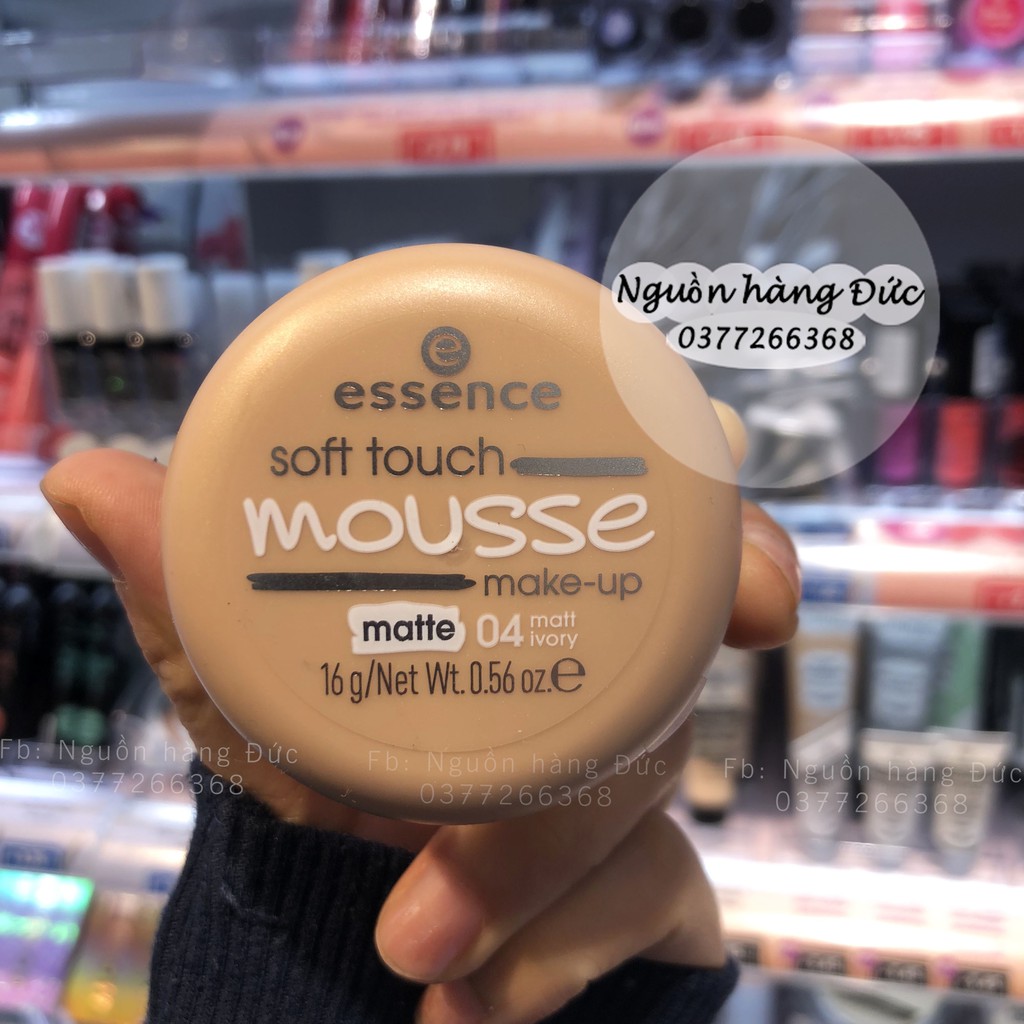 Nguồn hàng Đức
0377266368
e
essence
soft touch
mousse
make-up
matte 04 matt ivory
16 g/Net Wt. 0.56 oz. e
Fb: Nguồn hàng Đức
0377266368
Fb: Nguồn hàng Đức
0377266368
Fb: Nguồn hàng Đức
0377266368